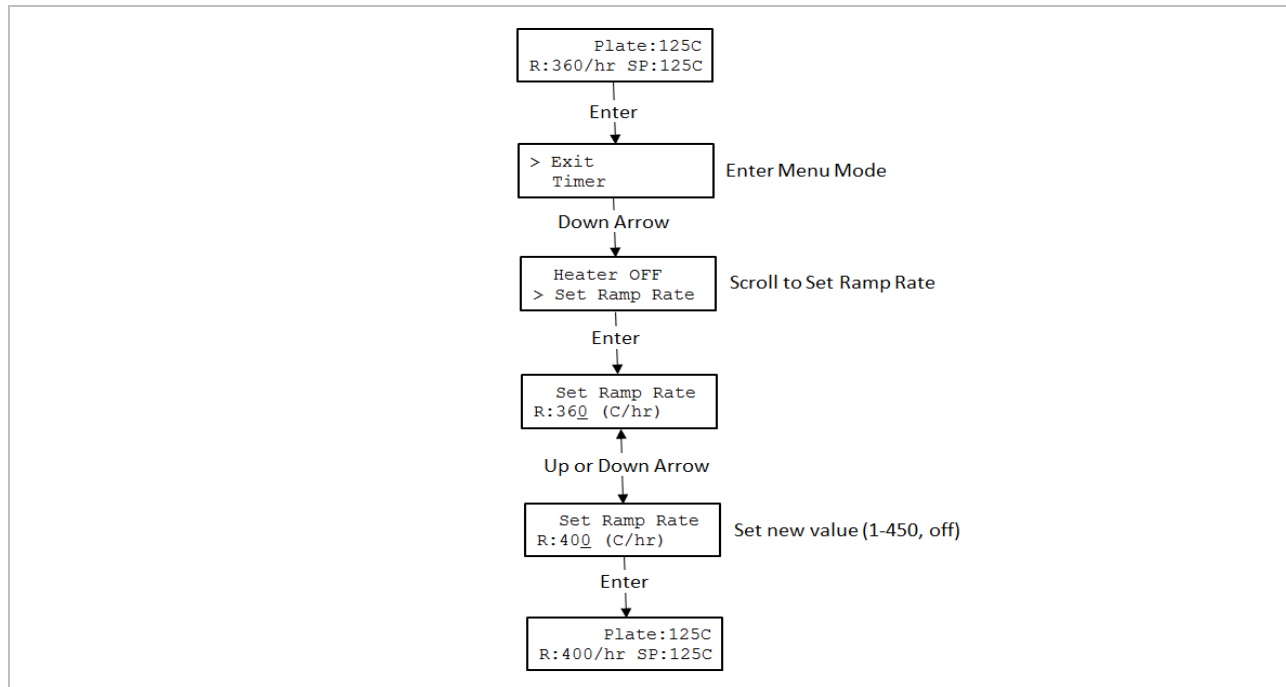 Plate:125C
R:360/hr SP:125C
Enter
> Exit
Timer
Enter Menu Mode
Down Arrow
Heater OFF
> Set Ramp Rate
Scroll to Set Ramp Rate
Enter
Set Ramp Rate
R:360 (C/hr)
Up or Down Arrow
Set Ramp Rate
R:400 (C/hr)
Set new value (1-450, off)
Enter
Plate:125C
R:400/hr SP:125C